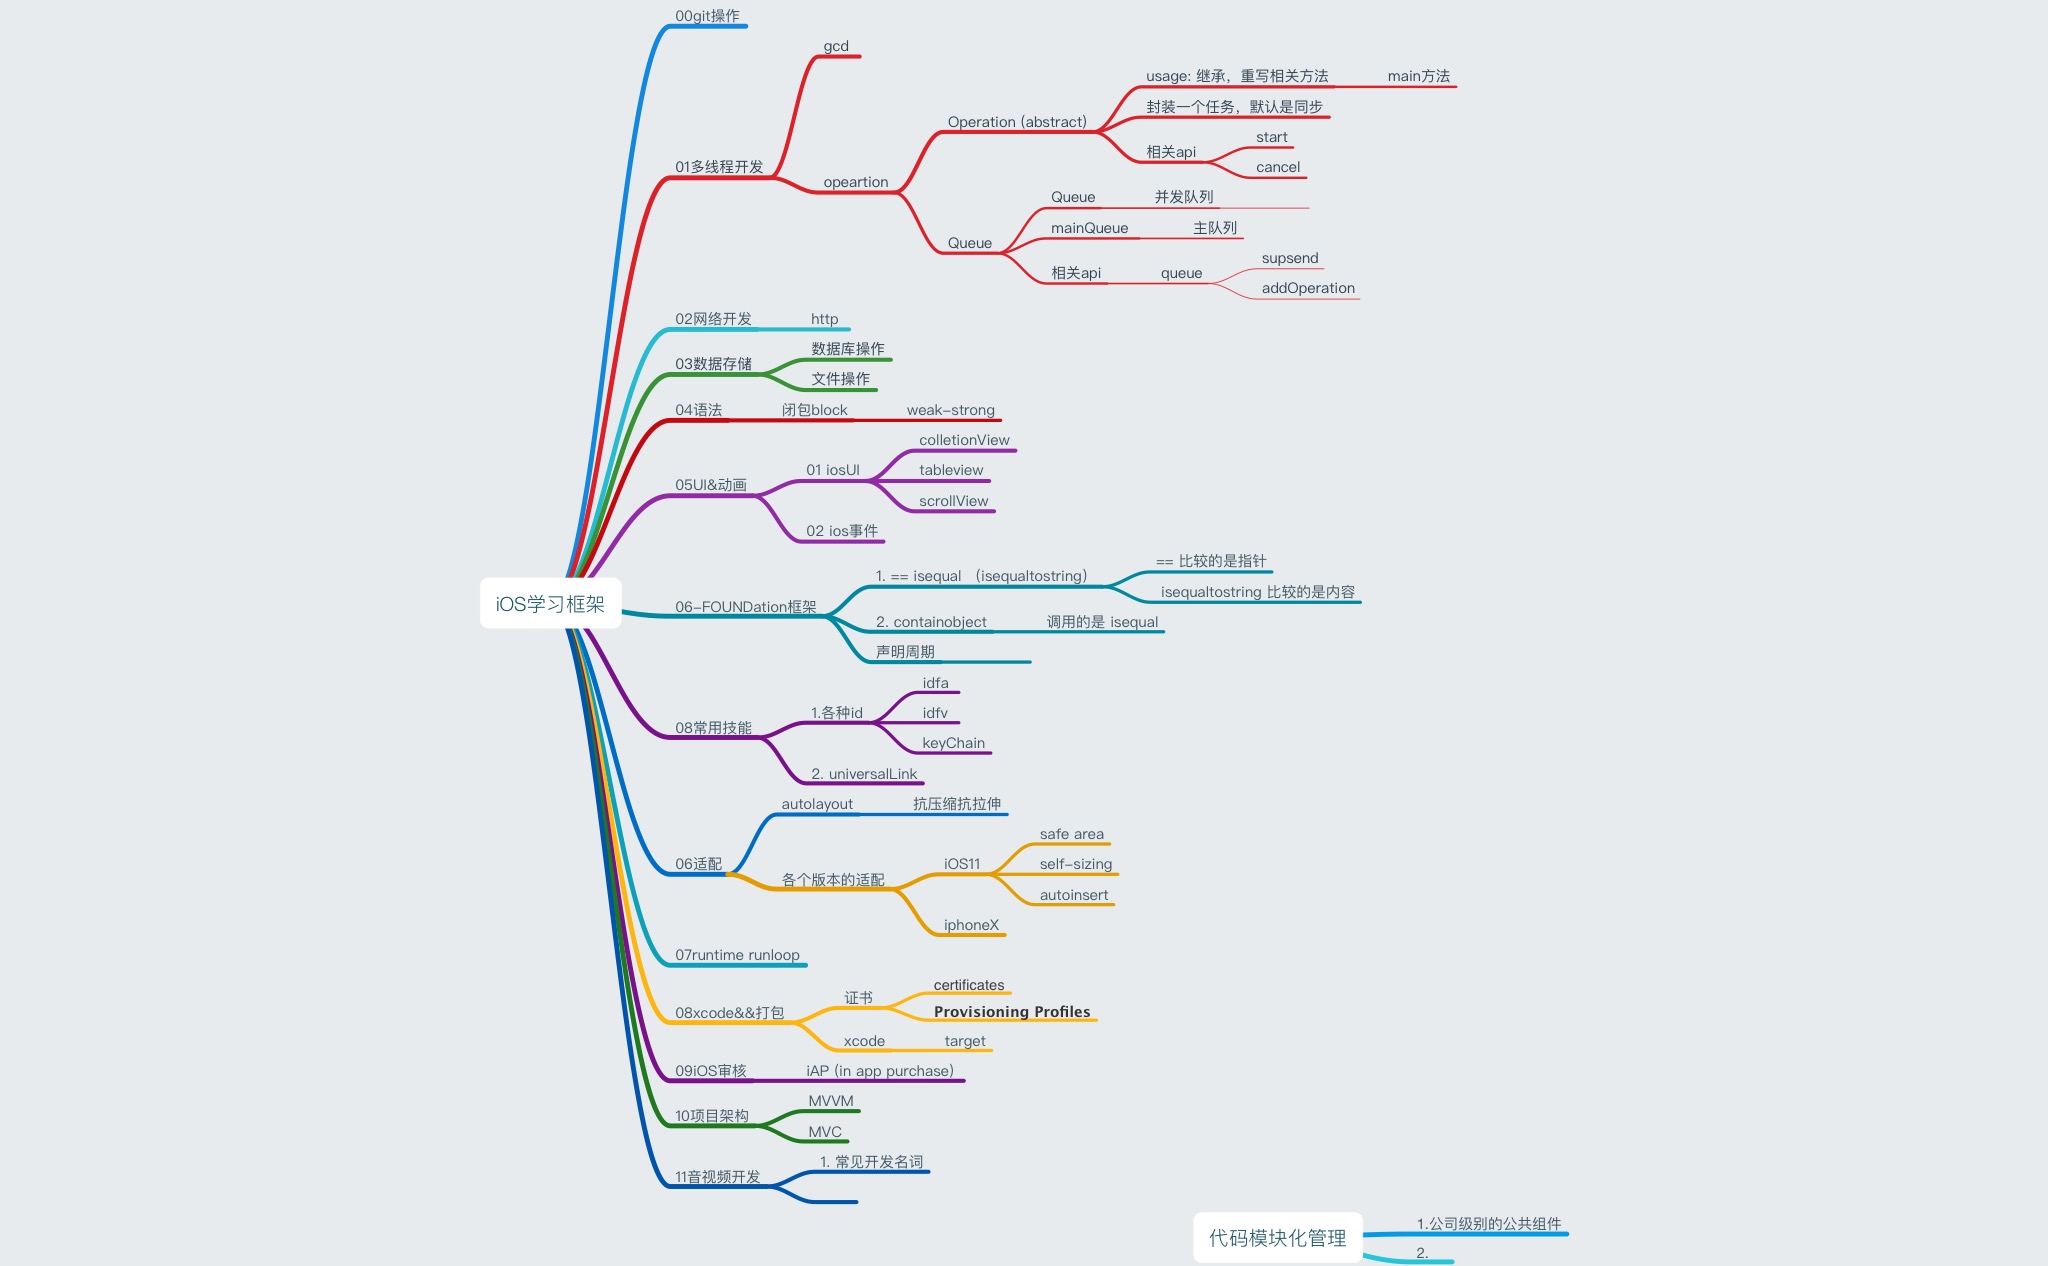 00git操作
gcd
usage: 继承，重写相关方法
main方法
封装一个任务，默认是同步
Operation (abstract)
start
相关api
cancel
01多线程开发
opeartion
Queue
并发队列
mainQueue
主队列
Queue
supsend
相关api
queue
addOperation
02网络开发
http
数据库操作
03数据存储
文件操作
04语法
闭包block
weak-strong
colletionView
01 iosUI
tableview
05UI&动画
scrollView
02 ios事件
== 比较的是指针
1. == isequal （isequaltostring）
isequaltostring 比较的是内容
iOS学习框架
06-FOUNDation框架
2. containobject
调用的是 isequal
声明周期
idfa
1.各种id
idfv
08常用技能
keyChain
2. universalLink
autolayout
抗压缩抗拉伸
safe area
06适配
iOS11
self-sizing
各个版本的适配
autoinsert
iphoneX
07runtime runloop
certificates
证书
Provisioning Profiles
08xcode&&打包
xcode
target
09iOS审核
iAP (in app purchase)
MVVM
10项目架构
MVC
1. 常见开发名词
11音视频开发
1.公司级别的公共组件
代码模块化管理
2.